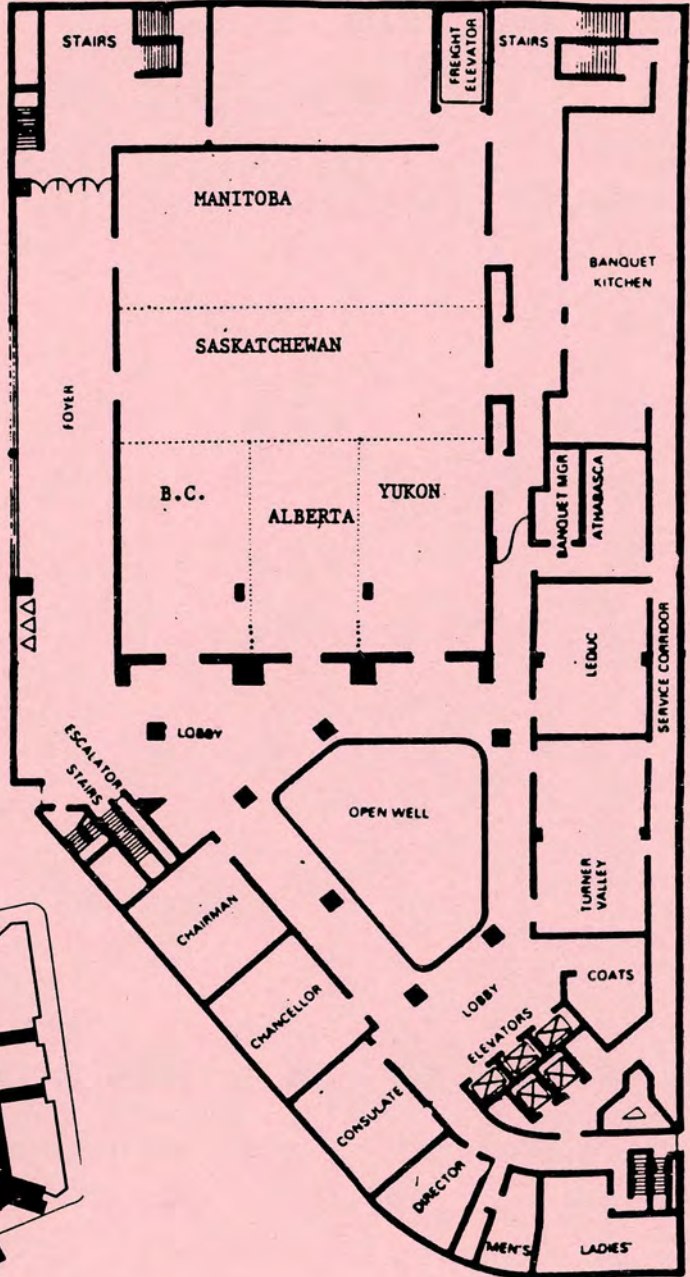 STAIRS
FREIGHT
ELEVATOR
STAIRS
MANITOBA
BANQUET
KITCHEN
SASKATCHEWAN
FOYER
B.C.
ALBERTA
YUKON
BANQUET MGR
ATHABASCA
LEDUC
SERVICE CORRIDOR
LOBBY
ESCALATOR
STAIRS
OPEN WELL
TURNER
VALLEY
CHAIRMAN
COATS
CHANCELLOR
LOBBY
ELEVATORS
CONSULATE
DIRECTOR
MEN'S
LADIES'